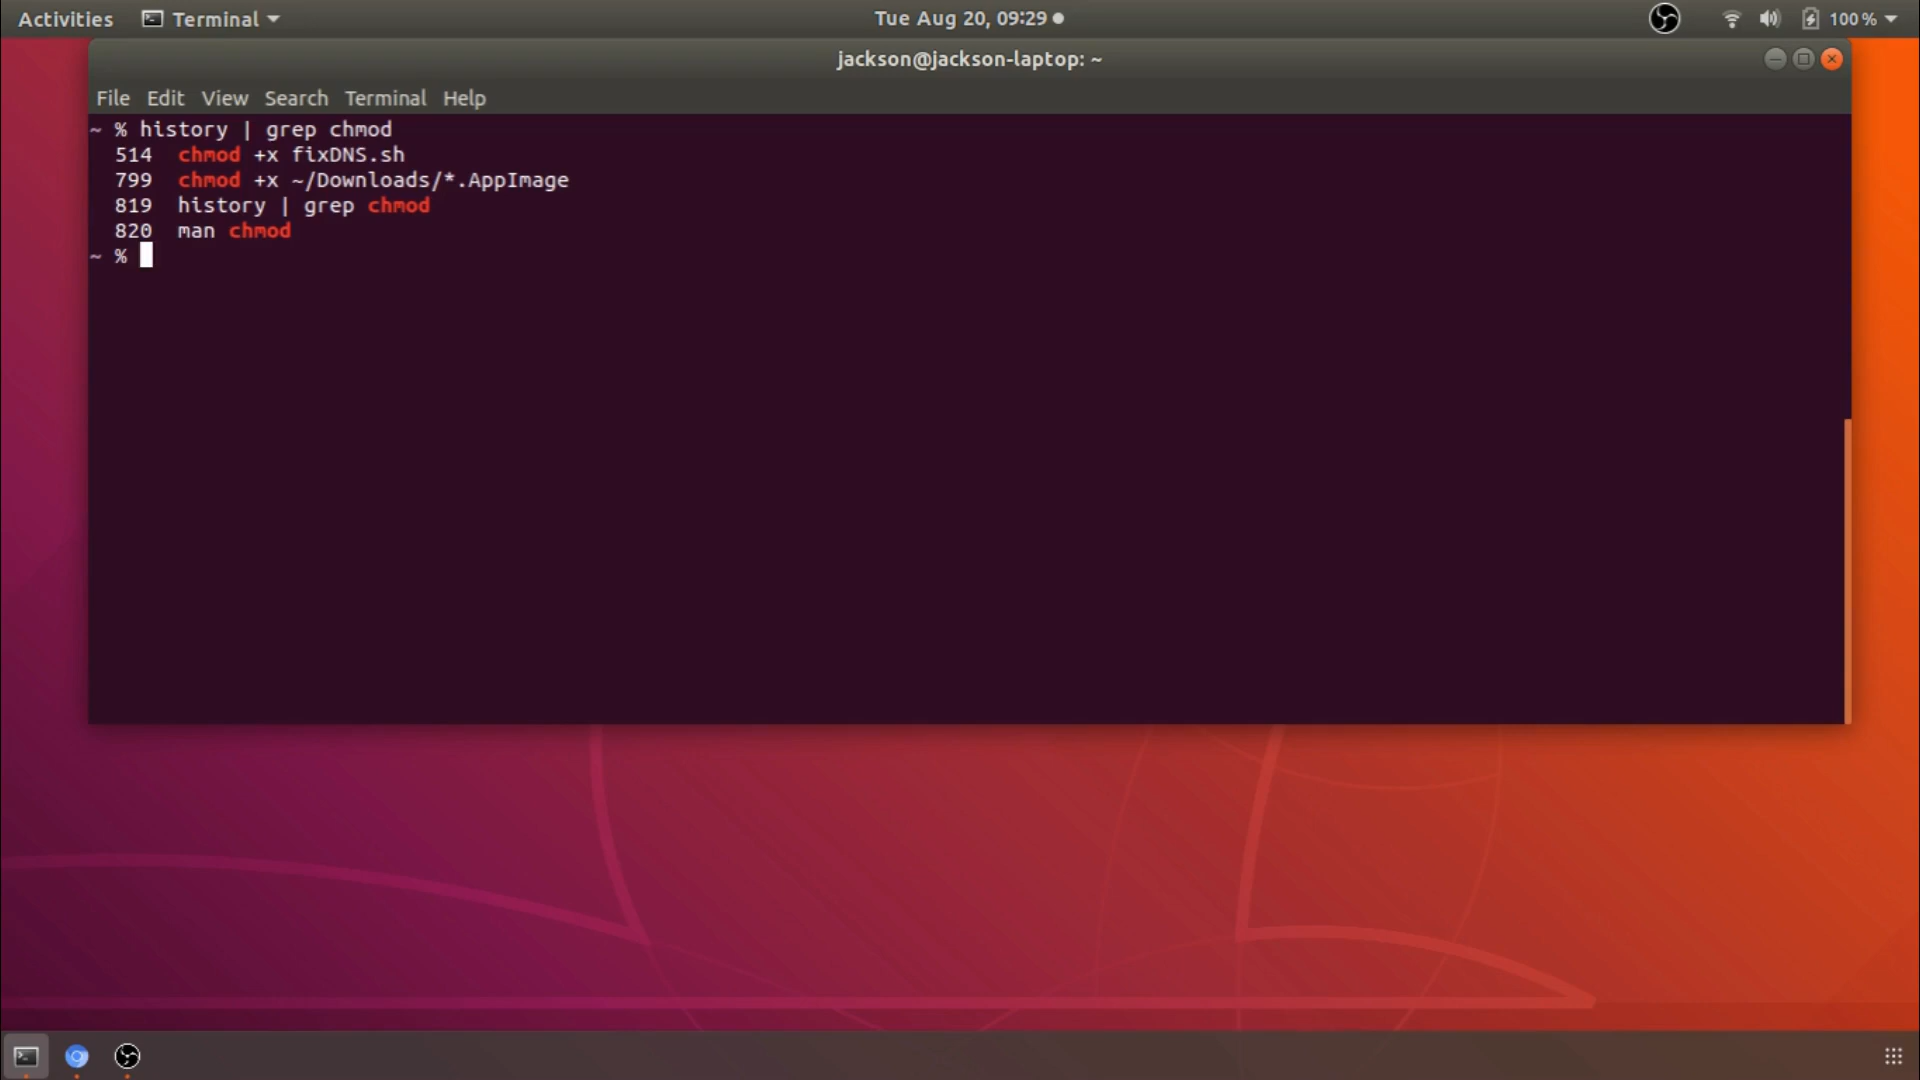 Activities Terminal Tue Aug 20, 09:29 100 %
jackson@jackson-laptop: ~
File Edit View Search Terminal Help
~ % history | grep chmod
514 chmod +x fixDNS.sh
799 chmod +x ~/Downloads/*.AppImage
819 history | grep chmod
820 man chmod
~ %